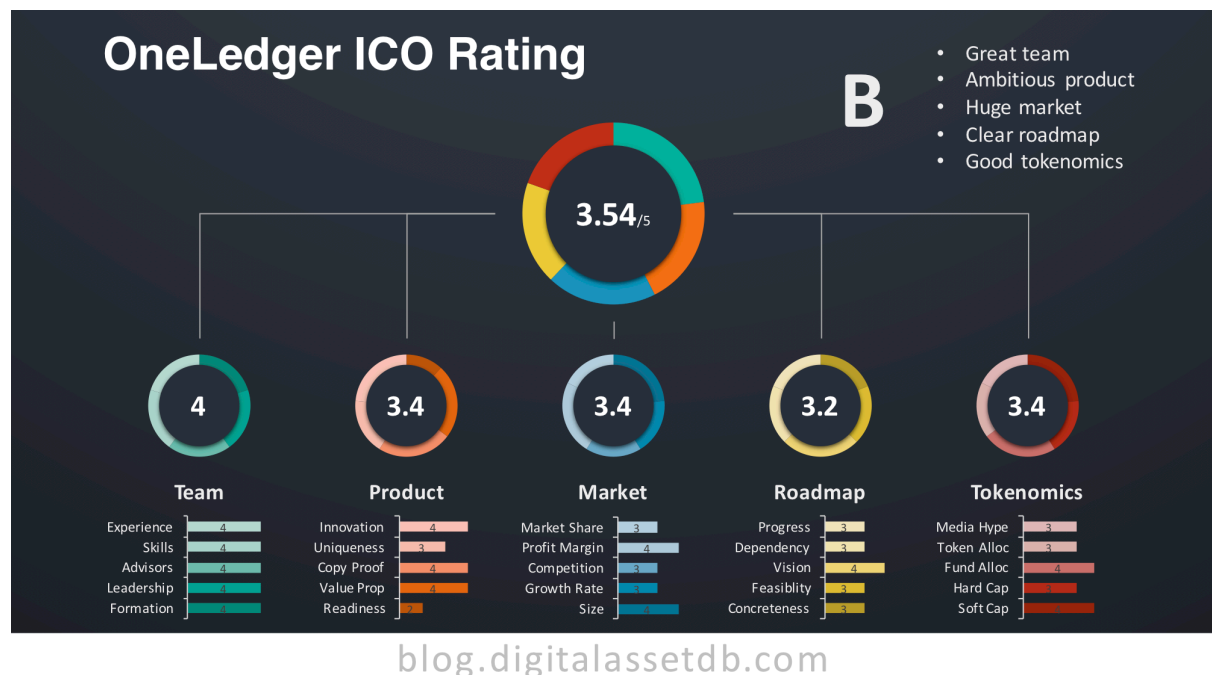 OneLedger ICO Rating
B
• Great team
• Ambitious product
• Huge market
• Clear roadmap
• Good tokenomics
3.54/5
4
3.4
3.4
3.2
3.4
Team
Experience 4
Skills 4
Advisors 4
Leadership 4
Formation 4
Product
Innovation 4
Uniqueness 3
Copy Proof 4
Value Prop 4
Readiness 2
Market
Market Share 3
Profit Margin 4
Competition 3
Growth Rate 3
Size 4
Roadmap
Progress 3
Dependency 3
Vision 4
Feasiblity 3
Concreteness 3
Tokenomics
Media Hype 3
Token Alloc 3
Fund Alloc 4
Hard Cap 3
Soft Cap
blog.digitalassetdb.com